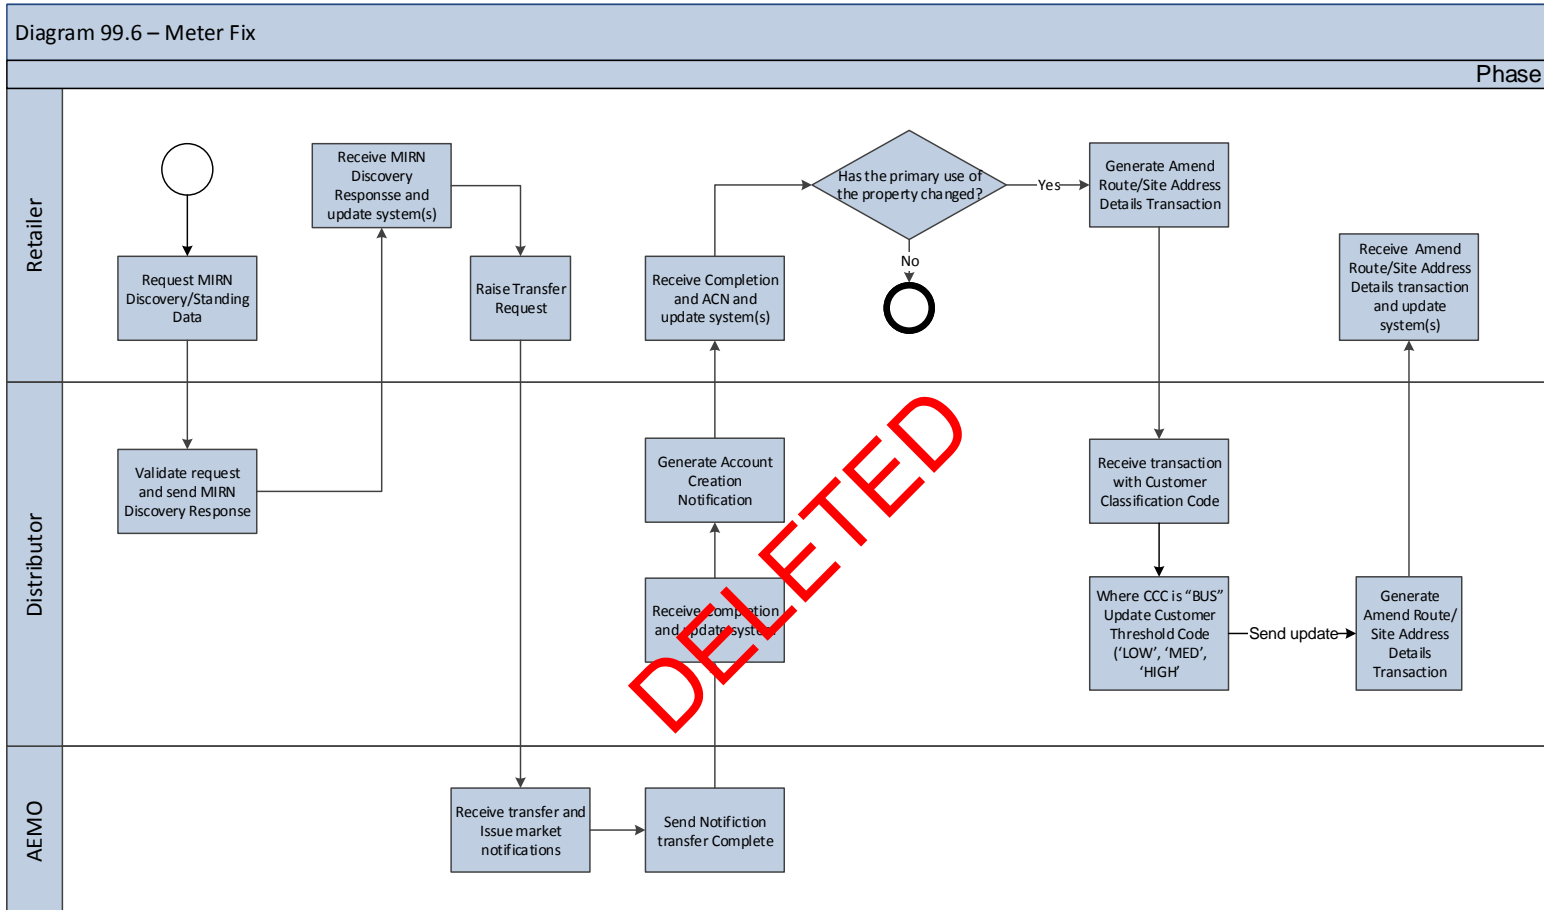 Diagram 99.6 – Meter Fix
Phase
Retailer
Receive MIRN
Discovery
Responsse and
update system(s)
Request MIRN
Discovery/Standing
Data
Raise Transfer
Request
Receive Completion
and ACN and
update system(s)
Has the primary use of
the property changed?
Yes
No
Generate Amend
Route/Site Address
Details Transaction
Receive Amend
Route/Site Address
Details transaction
and update
system(s)
Distributor
Validate request
and send MIRN
Discovery Response
Generate Account
Creation
Notification
Receive Completion
and update system
DELETED
Receive transaction
with Customer
Classification Code
Where CCC is “BUS”
Update Customer
Threshold Code
(‘LOW’, ‘MED’,
‘HIGH’
Send update
Generate
Amend Route/
Site Address
Details
Transaction
AEMO
Receive transfer and
Issue market
notifications
Send Notifiction
transfer Complete